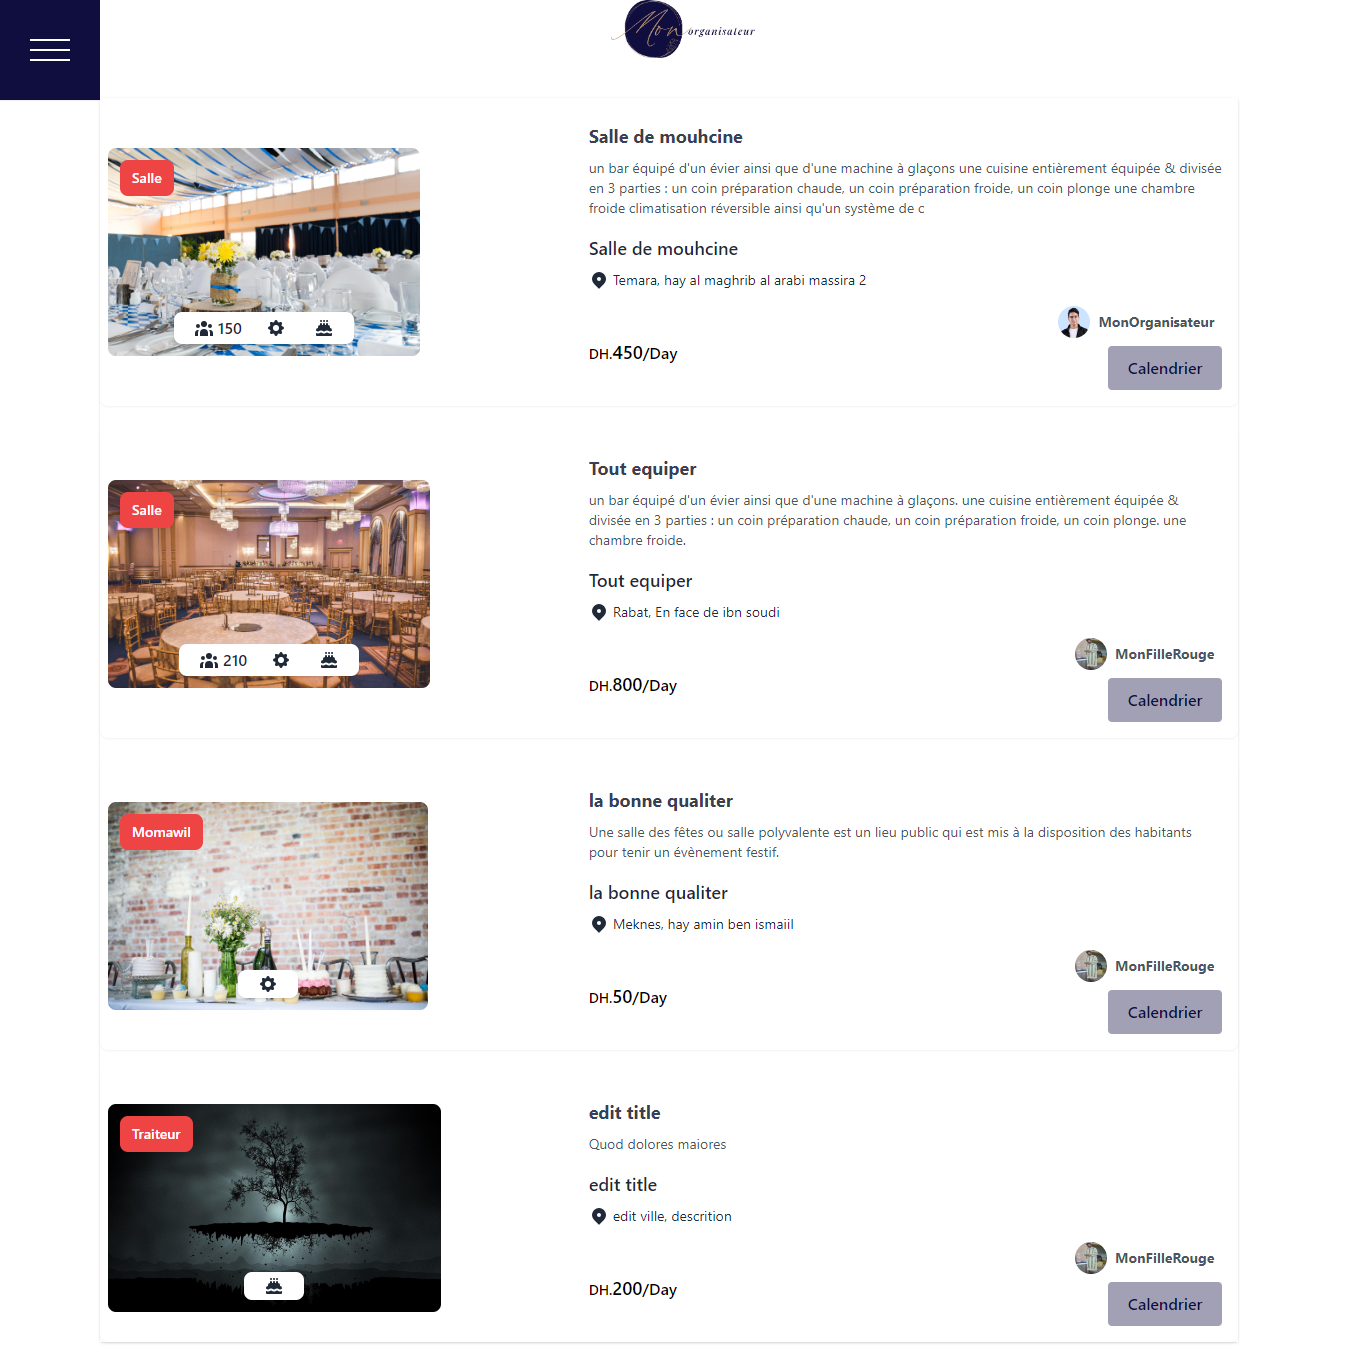 Mon organisateur
Salle
150
Salle de mouhcine
un bar équipé d'un évier ainsi que d'une machine à glaçons une cuisine entièrement équipée & divisée
en 3 parties : un coin préparation chaude, un coin préparation froide, un coin plonge une chambre
froide climatisation réversible ainsi qu'un système de c
Salle de mouhcine
Temara, hay al maghrib al arabi massira 2
MonOrganisateur
DH.450/Day
Calendrier
Salle
210
Tout equiper
un bar équipé d'un évier ainsi que d'une machine à glaçons. une cuisine entièrement équipée &
divisée en 3 parties : un coin préparation chaude, un coin préparation froide, un coin plonge. une
chambre froide.
Tout equiper
Rabat, En face de ibn soudi
MonFilleRouge
DH.800/Day
Calendrier
Momawil
la bonne qualiter
Une salle des fêtes ou salle polyvalente est un lieu public qui est mis à la disposition des habitants
pour tenir un évènement festif.
la bonne qualiter
Meknes, hay amin ben ismaiil
MonFilleRouge
DH.50/Day
Calendrier
Traiteur
edit title
Quod dolores maiores
edit title
edit ville, descrition
MonFilleRouge
DH.200/Day
Calendrier